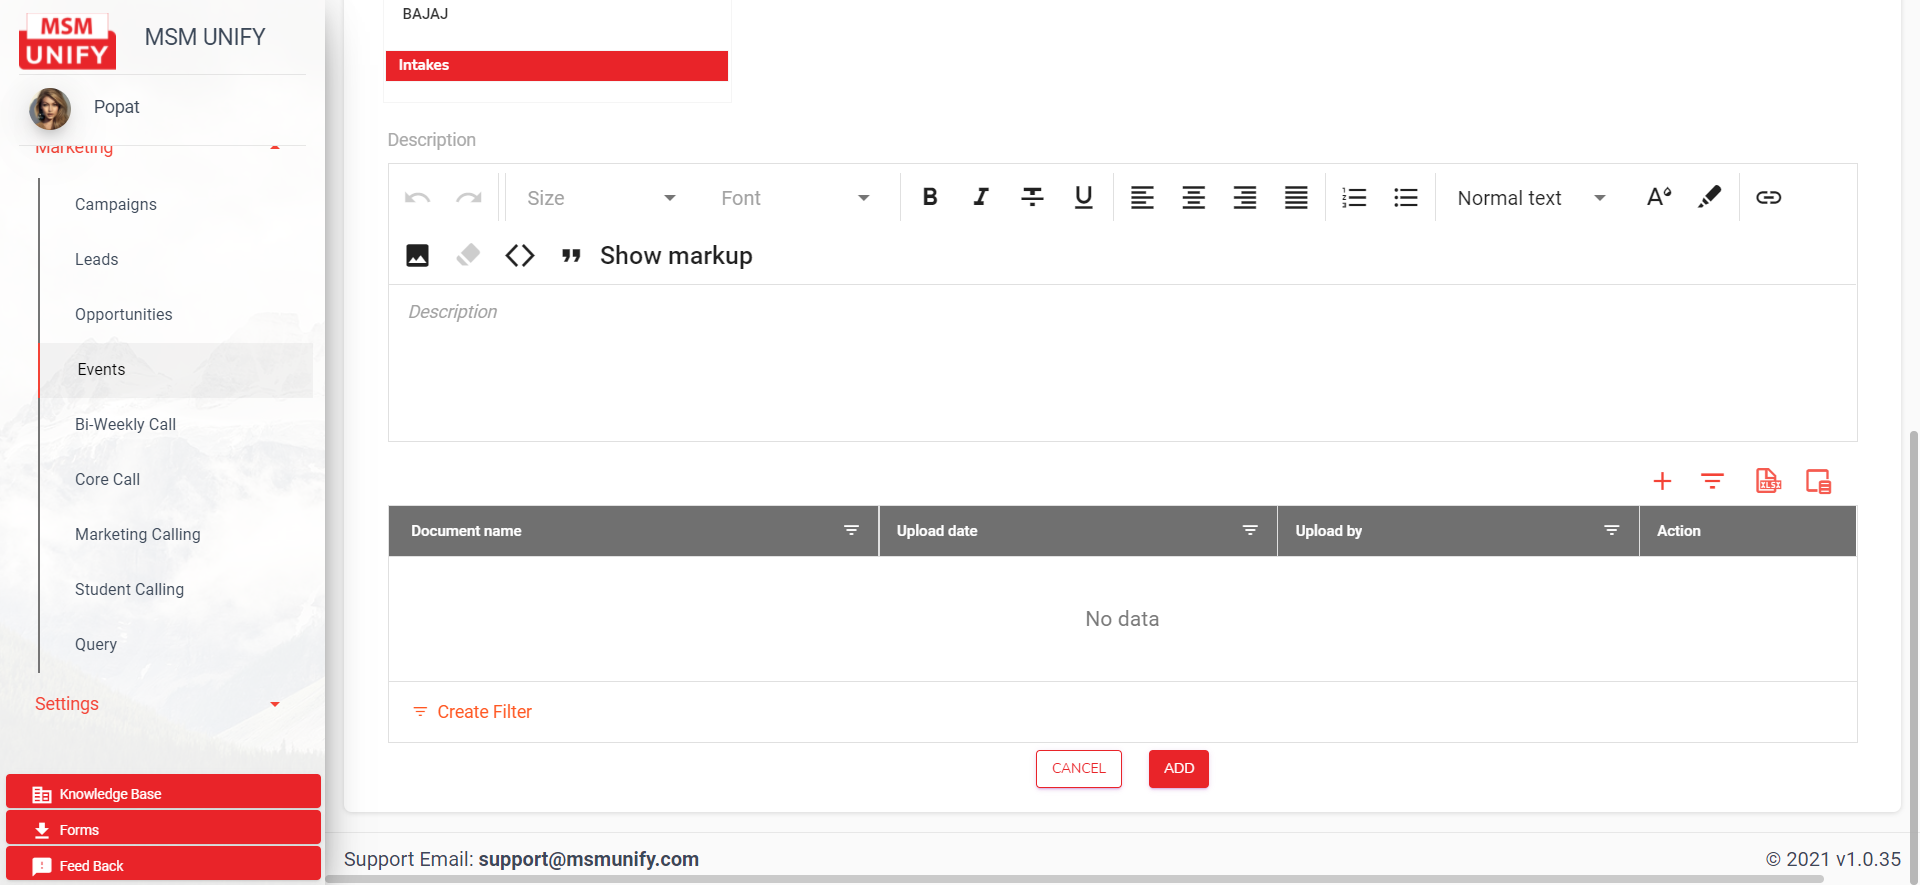 MSM
UNIFY
MSM UNIFY
Popat
Marketing
Campaigns
Leads
Opportunities
Events
Bi-Weekly Call
Core Call
Marketing Calling
Student Calling
Query
Settings
Knowledge Base
Forms
Feed Back
BAJAJ
Intakes
Description
Size
Font
Normal text
Show markup
Description
XLSX
Document name
Upload date
Upload by
Action
No data
Create Filter
CANCEL
ADD
Support Email: support@msmunify.com
© 2021 v1.0.35